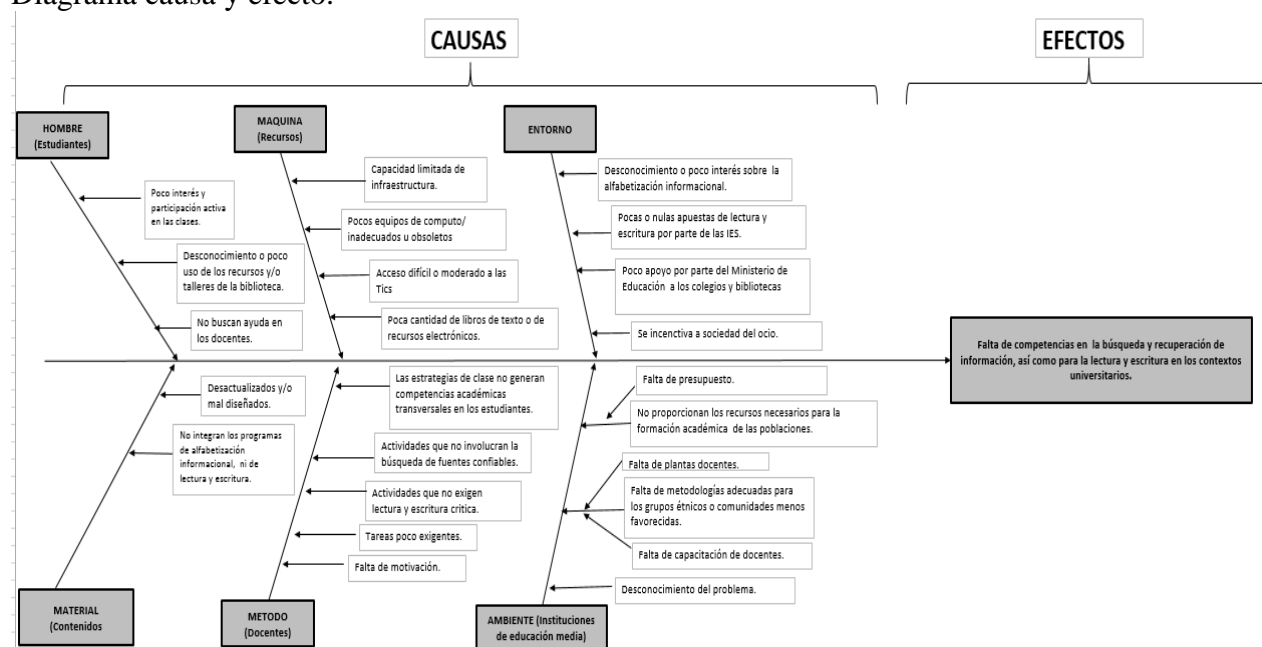 Diagrama causa y efecto.
CAUSAS
EFECTOS
HOMBRE
(Estudiantes)
MAQUINA
(Recursos)
ENTORNO
Poco interés y
participación activa
en las clases.
Desconocimiento o poco
uso de los recursos y/o
talleres de la biblioteca.
No buscan ayuda en
los docentes.
Capacidad limitada de
infraestructura.
Pocos equipos de computo/
inadecuados u obsoletos
Acceso difícil o moderado a las
Tics
Poca cantidad de libros de texto o de
recursos electrónicos.
Desconocimiento o poco interés sobre la
alfabetización informacional.
Pocas o nulas apuestas de lectura y
escritura por parte de las IES.
Poco apoyo por parte del Ministerio de
Educación a los colegios y bibliotecas
Se incenctiva a sociedad del ocio.
Falta de competencias en la búsqueda y recuperación de
información, así como para la lectura y escritura en los contextos
universitarios.
Desactualizados y/o
mal diseñados.
No integran los programas
de alfabetización
informacional, ni de
lectura y escritura.
Las estrategias de clase no generan
competencias académicas
transversales en los estudiantes.
Actividades que no involucran la
búsqueda de fuentes confiables.
Actividades que no exigen
lectura y escritura critica.
Tareas poco exigentes.
Falta de motivación.
Falta de presupuesto.
No proporcionan los recursos necesarios para la
formación académica de las poblaciones.
Falta de plantas docentes.
Falta de metodologías adecuadas para
los grupos étnicos o comunidades menos
favorecidas.
Falta de capacitación de docentes.
Desconocimiento del problema.
MATERIAL
(Contenidos
METODO
(Docentes)
AMBIENTE (Instituciones
de educación media)